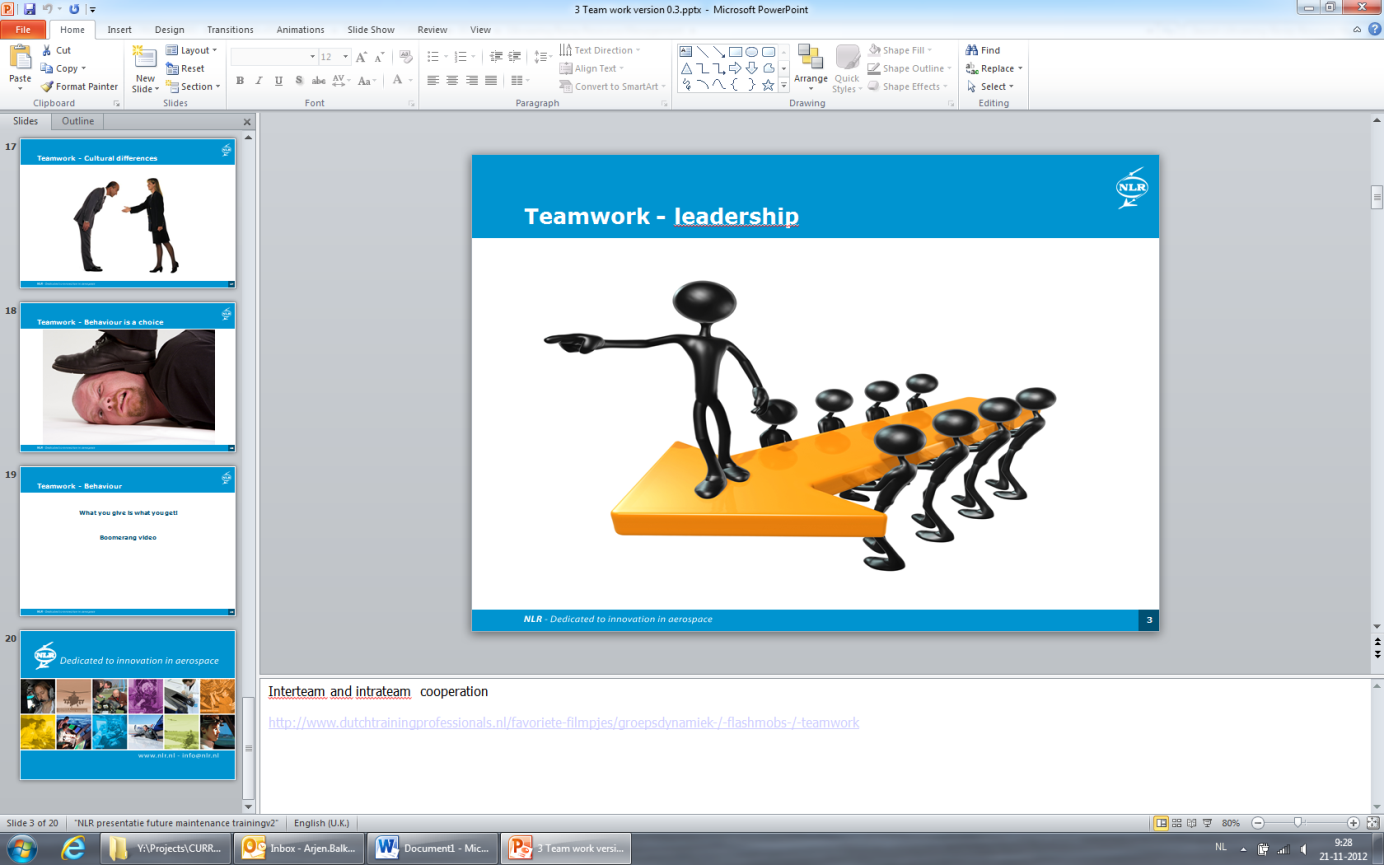 3 Team work version 0.3.pptx - Microsoft PowerPoint
File Home Insert Design Transitions Animations Slide Show Review View
Paste
Cut
Copy
Format Painter
Clipboard
New Slide
Layout
Reset
Section
Slides
12
B I U S abc AV Aa A
Font
Text Direction
Align Text
Convert to SmartArt
Paragraph
Arrange
Quick Styles
Shape Fill
Shape Outline
Shape Effects
Drawing
Find
Replace
Select
Editing
Slides Outline
17
Teamwork - Cultural differences
18
Teamwork - Behaviour is a choice
19
Teamwork - Behaviour
What you give is what you get!
Boomerang video
20
NLR
Dedicated to innovation in aerospace
www.nlr.nl - info@nlr.nl
NLR
Teamwork - leadership
NLR - Dedicated to innovation in aerospace
3
Interteam and intrateam cooperation
http://www.dutchtrainingprofessionals.nl/favoriete-filmpjes/groepsdynamiek-/-flashmobs-/-teamwork
Slide 3 of 20 "NLR presentatie future maintenance trainingv2" English (U.K.) 80%
Y:\Projects\CURR... Inbox - Arjen.Balk... Document1 - Mic... 3 Team work versi... NL 9:28
21-11-2012